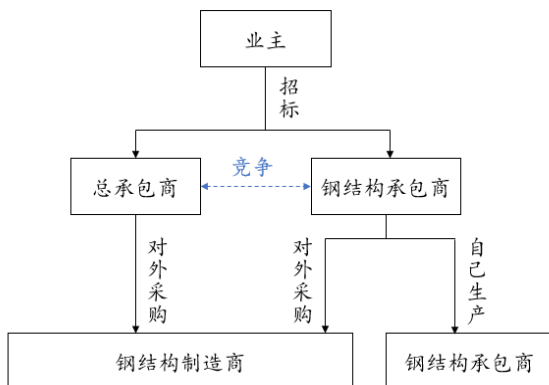 业主
招标
总承包商
竞争
钢结构承包商
对外采购
对外采购
自己生产
钢结构制造商
钢结构承包商